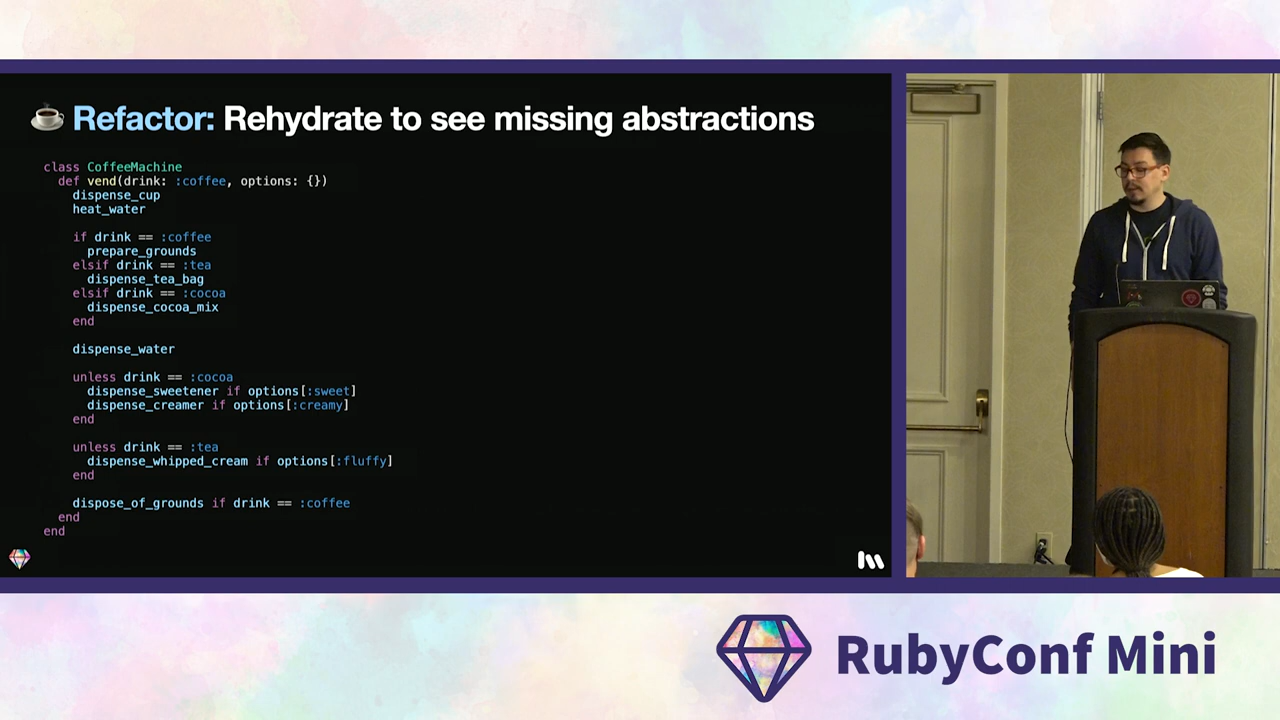 Refactor: Rehydrate to see missing abstractions
class CoffeeMachine
  def vend(drink: :coffee, options: {})
    dispense_cup
    heat_water

    if drink == :coffee
      prepare_grounds
    elsif drink == :tea
      dispense_tea_bag
    elsif drink == :cocoa
      dispense_cocoa_mix
    end

    dispense_water

    unless drink == :cocoa
      dispense_sweetener if options[:sweet]
      dispense_creamer if options[:creamy]
    end

    unless drink == :tea
      dispense_whipped_cream if options[:fluffy]
    end

    dispose_of_grounds if drink == :coffee
  end
end
RubyConf Mini